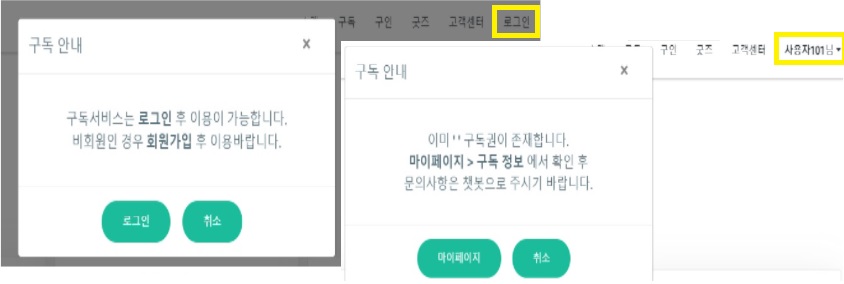 구독 구인 굿즈 고객센터 로그인
구독 안내 x
구독서비스는 로그인 후 이용이 가능합니다.
비회원인 경우 회원가입 후 이용바랍니다.
로그인 취소
구인 굿즈 고객센터 사용자101님▾
구독 안내 x
이미 '' 구독권이 존재합니다.
마이페이지 > 구독 정보 에서 확인 후
문의사항은 챗봇으로 주시기 바랍니다.
마이페이지 취소